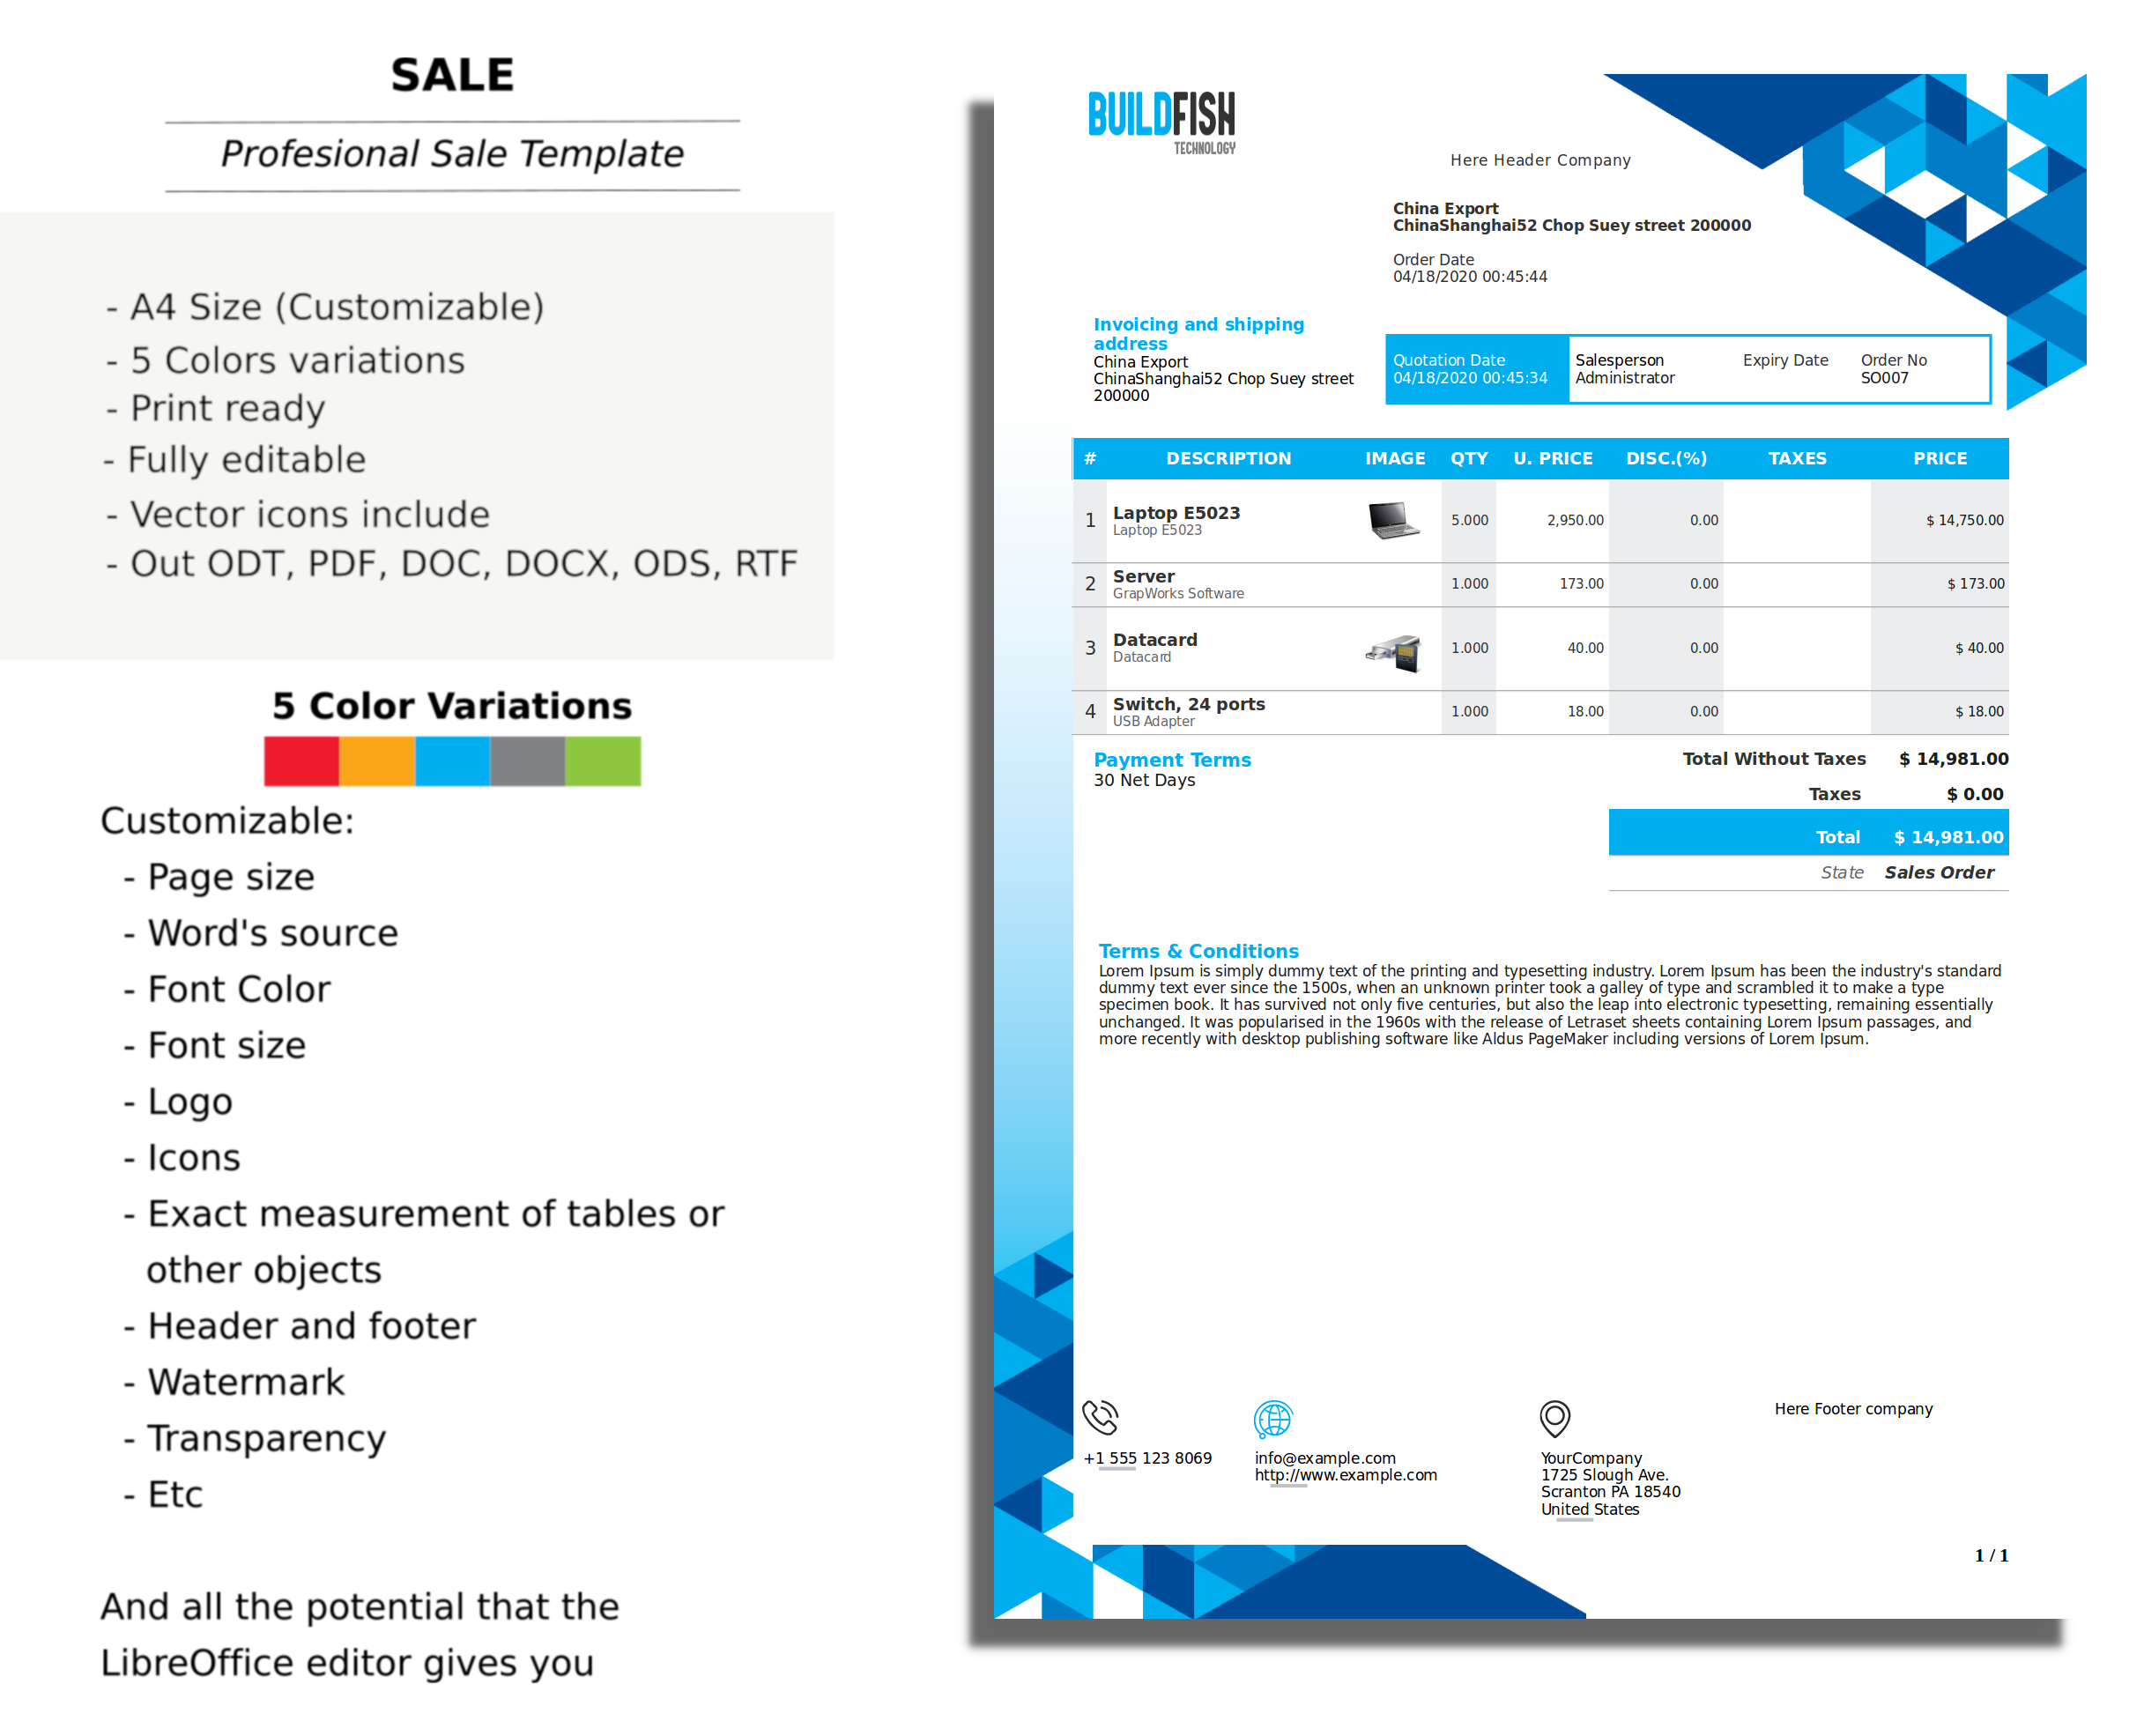 SALE
Profesional Sale Template
- A4 Size (Customizable)
- 5 Colors variations
- Print ready
- Fully editable
- Vector icons include
- Out ODT, PDF, DOC, DOCX, ODS, RTF
5 Color Variations
Customizable:
- Page size
- Word's source
- Font Color
- Font size
- Logo
- Icons
- Exact measurement of tables or
other objects
- Header and footer
- Watermark
- Transparency
- Etc
And all the potential that the
LibreOffice editor gives you
BUILDFISH
TECHNOLOGY
Here Header Company
China Export
ChinaShanghai52 Chop Suey street 200000
Order Date
04/18/2020 00:45:44
Invoicing and shipping
address
China Export
ChinaShanghai52 Chop Suey street
200000
Quotation Date Salesperson Expiry Date Order No
04/18/2020 00:45:34 Administrator SO007
# DESCRIPTION IMAGE QTY U. PRICE DISC.(%) TAXES PRICE
1 Laptop E5023 5.000 2,950.00 0.00 $ 14,750.00
Laptop E5023
2 Server 1.000 173.00 0.00 $ 173.00
GrapWorks Software
3 Datacard 1.000 40.00 0.00 $ 40.00
Datacard
4 Switch, 24 ports 1.000 18.00 0.00 $ 18.00
USB Adapter
Payment Terms
30 Net Days
Total Without Taxes $ 14,981.00
Taxes $ 0.00
Total $ 14,981.00
State Sales Order
Terms & Conditions
Lorem Ipsum is simply dummy text of the printing and typesetting industry. Lorem Ipsum has been the industry's standard
dummy text ever since the 1500s, when an unknown printer took a galley of type and scrambled it to make a type
specimen book. It has survived not only five centuries, but also the leap into electronic typesetting, remaining essentially
unchanged. It was popularised in the 1960s with the release of Letraset sheets containing Lorem Ipsum passages, and
more recently with desktop publishing software like Aldus PageMaker including versions of Lorem Ipsum.
+1 555 123 8069
info@example.com
http://www.example.com
YourCompany
1725 Slough Ave.
Scranton PA 18540
United States
Here Footer company
1 / 1